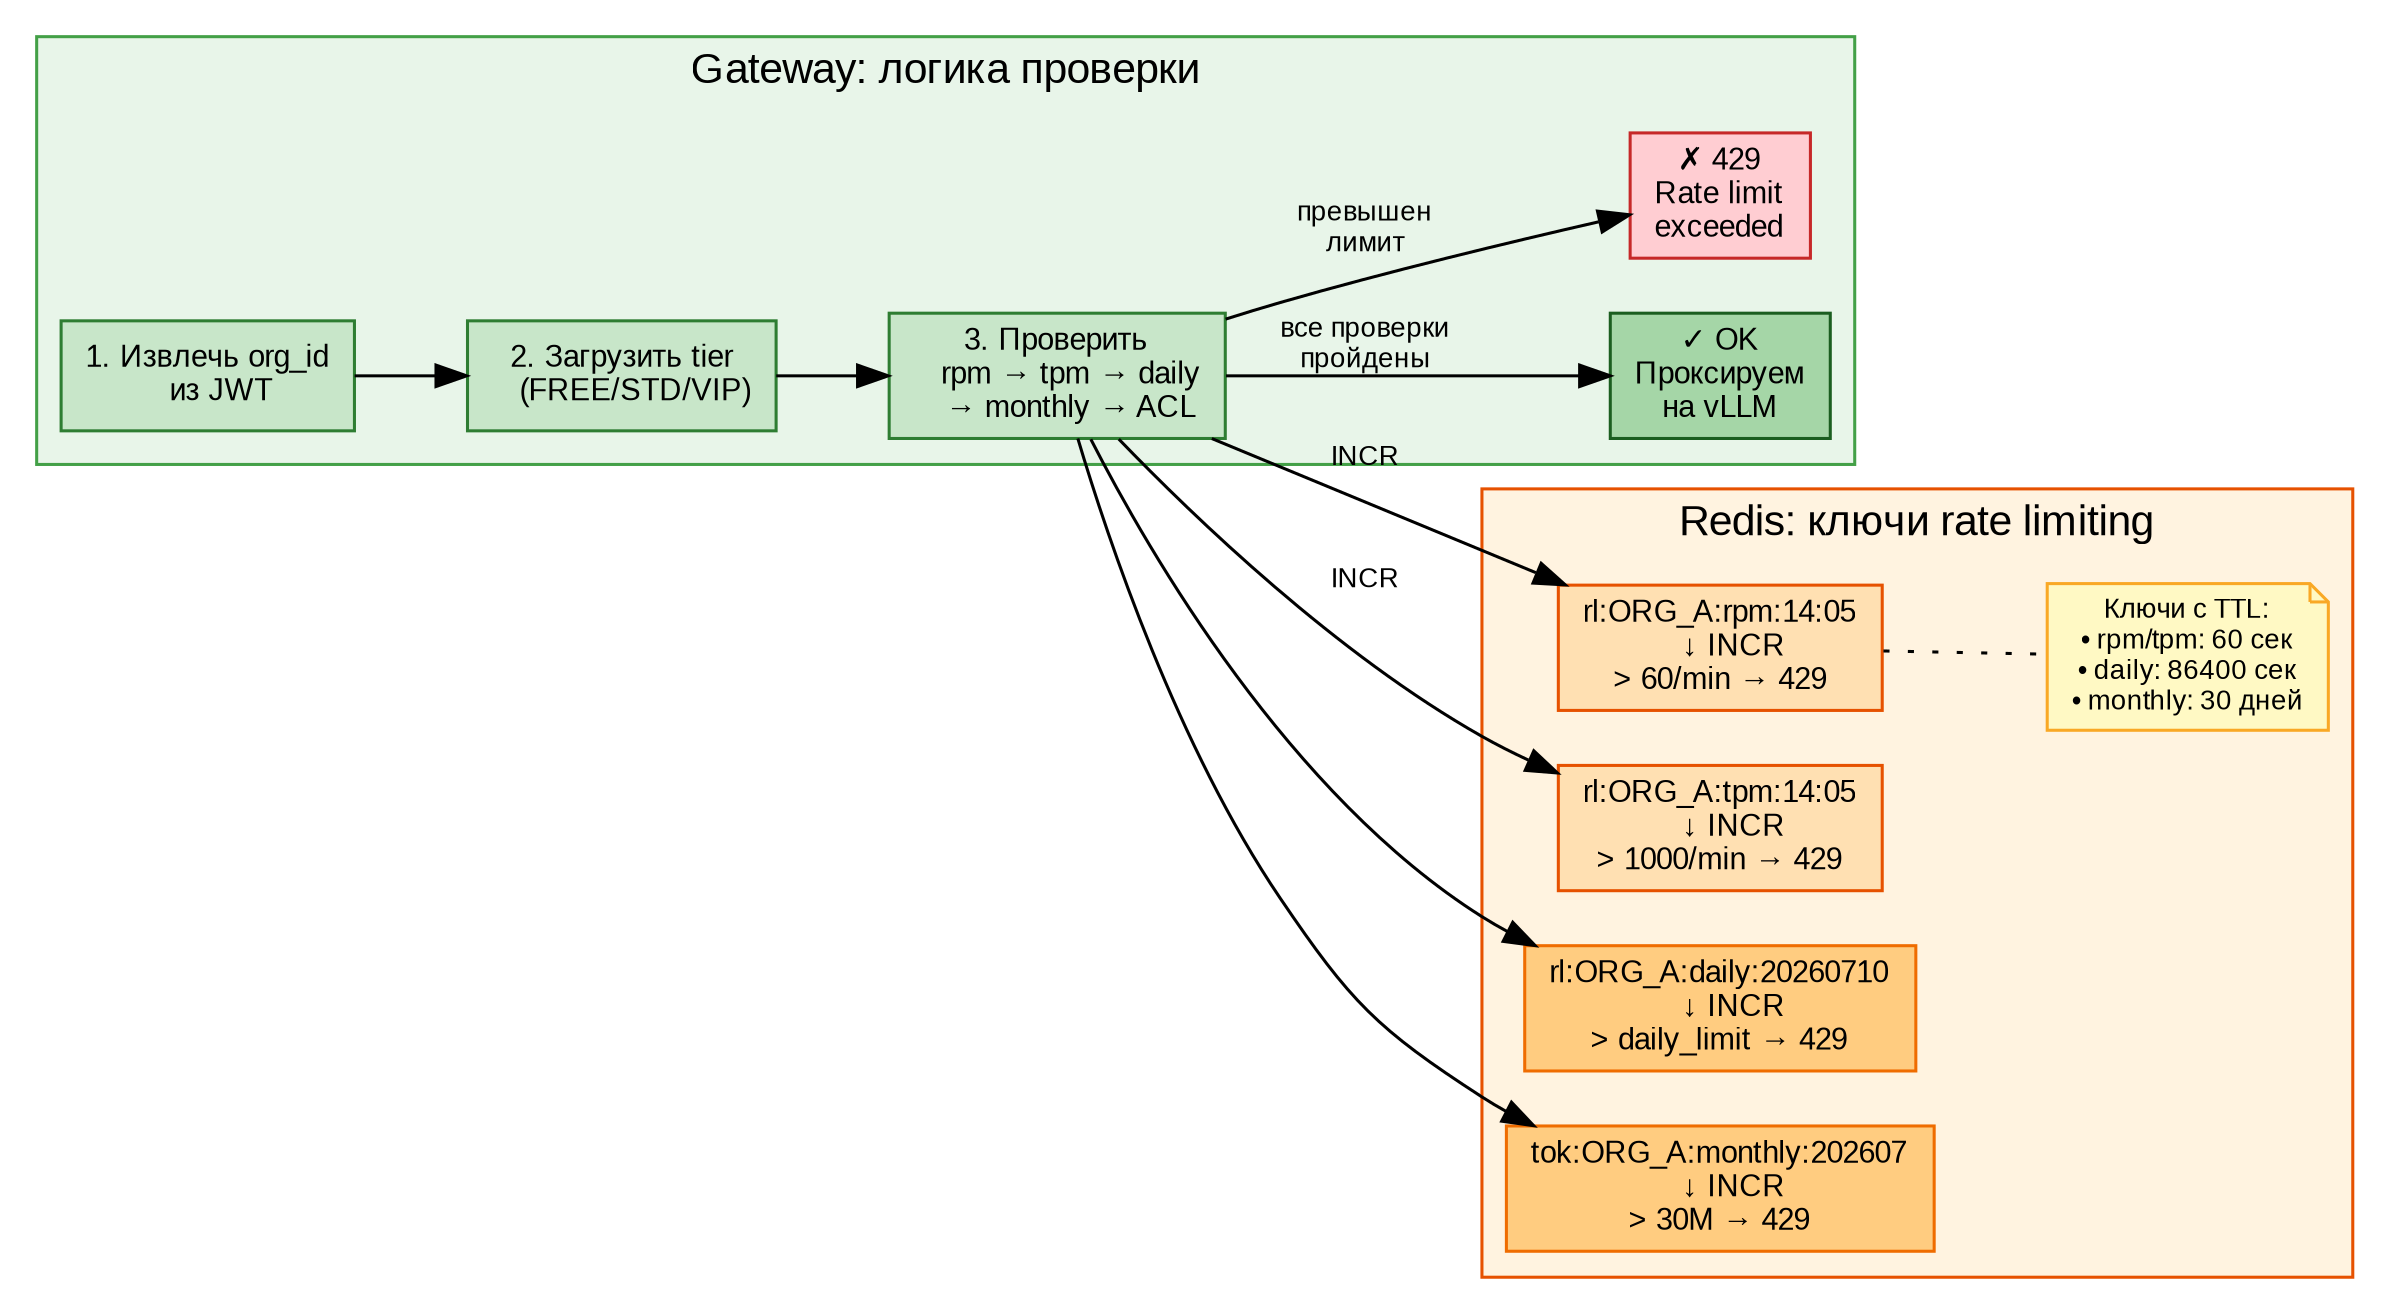 Gateway: логика проверки
1. Извлечь org_id
из JWT
2. Загрузить tier
(FREE/STD/VIP)
3. Проверить
rpm → tpm → daily
→ monthly → ACL
превышен
лимит
✗ 429
Rate limit
exceeded
все проверки
пройдены
✓ OK
Проксируем
на vLLM
INCR
INCR
Redis: ключи rate limiting
rl:ORG_A:rpm:14:05
↓ INCR
> 60/min → 429
Ключи с TTL:
• rpm/tpm: 60 сек
• daily: 86400 сек
• monthly: 30 дней
rl:ORG_A:tpm:14:05
↓ INCR
> 1000/min → 429
rl:ORG_A:daily:20260710
↓ INCR
> daily_limit → 429
tok:ORG_A:monthly:202607
↓ INCR
> 30M → 429